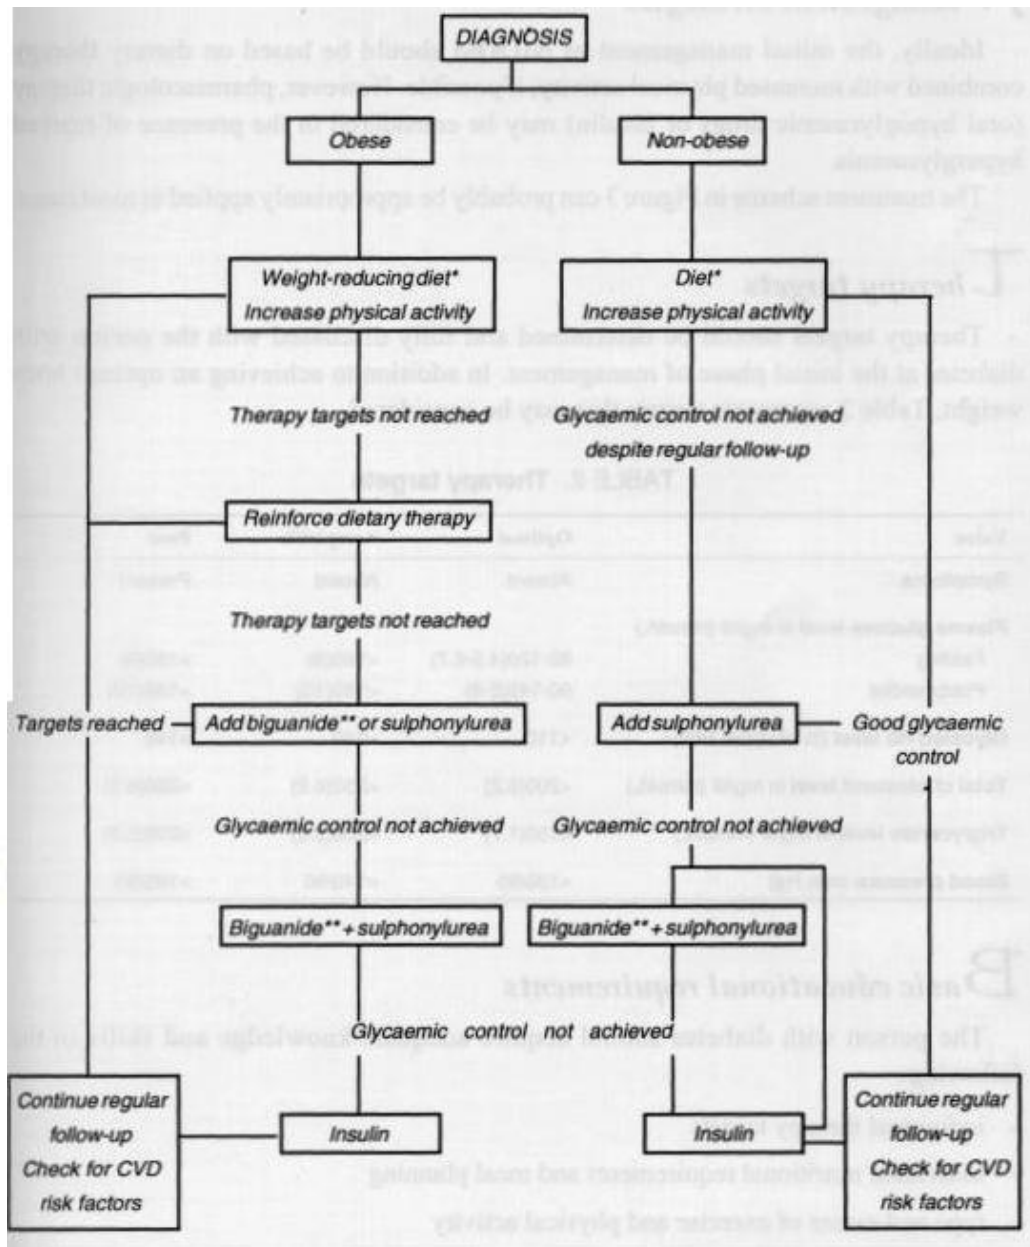 DIAGNOSIS
Obese
Non-obese
Weight-reducing diet*
Increase physical activity
Diet*
Increase physical activity
Therapy targets not reached
Glycaemic control not achieved
despite regular follow-up
Reinforce dietary therapy
Therapy targets not reached
Targets reached
Add biguanide** or sulphonylurea
Add sulphonylurea
Good glycaemic
control
Glycaemic control not achieved
Glycaemic control not achieved
Biguanide** + sulphonylurea
Biguanide** + sulphonylurea
Glycaemic control not achieved
Continue regular
follow-up
Check for CVD
risk factors
Insulin
Insulin
Continue regular
follow-up
Check for CVD
risk factors